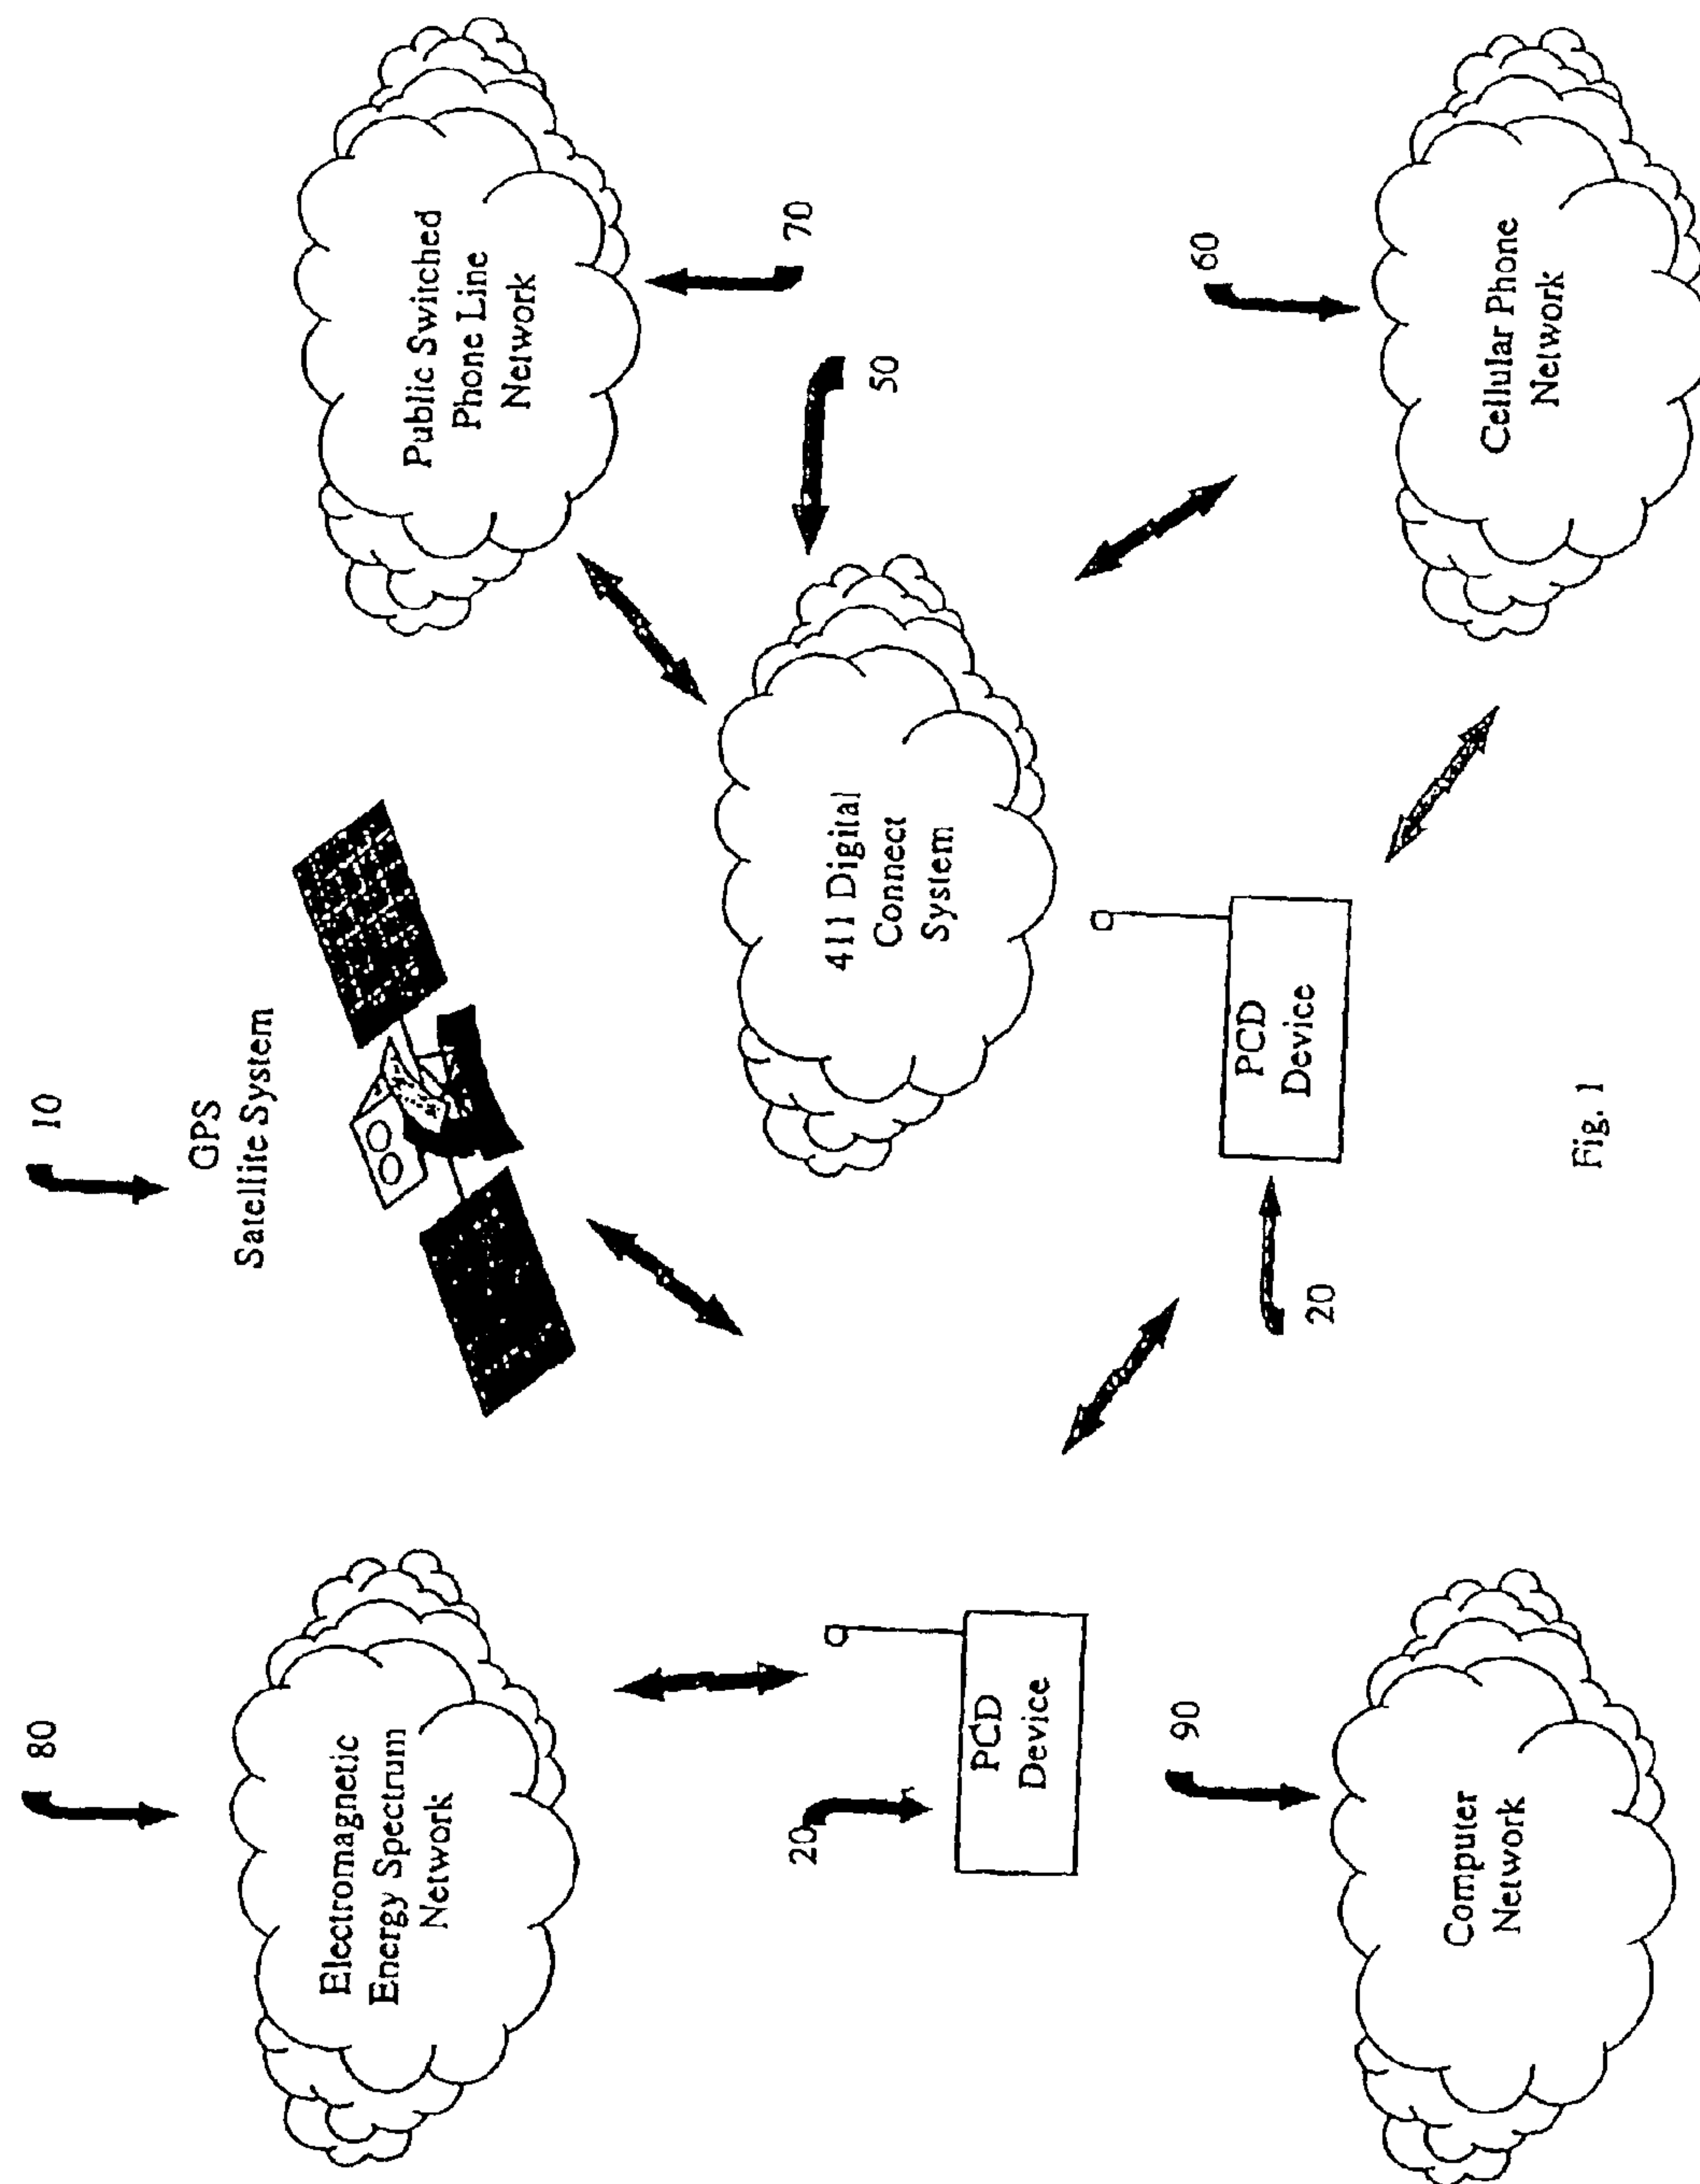 80
10
GPS
Satellite System
Electromagnetic
Energy Spectrum
Network
Public Switched
Phone Line
Network
70
50
411 Digital
Connect
System
20
PCD
Device
90
60
PCD
Device
20
Computer
Network
Cellular Phone
Network
Fig. 1